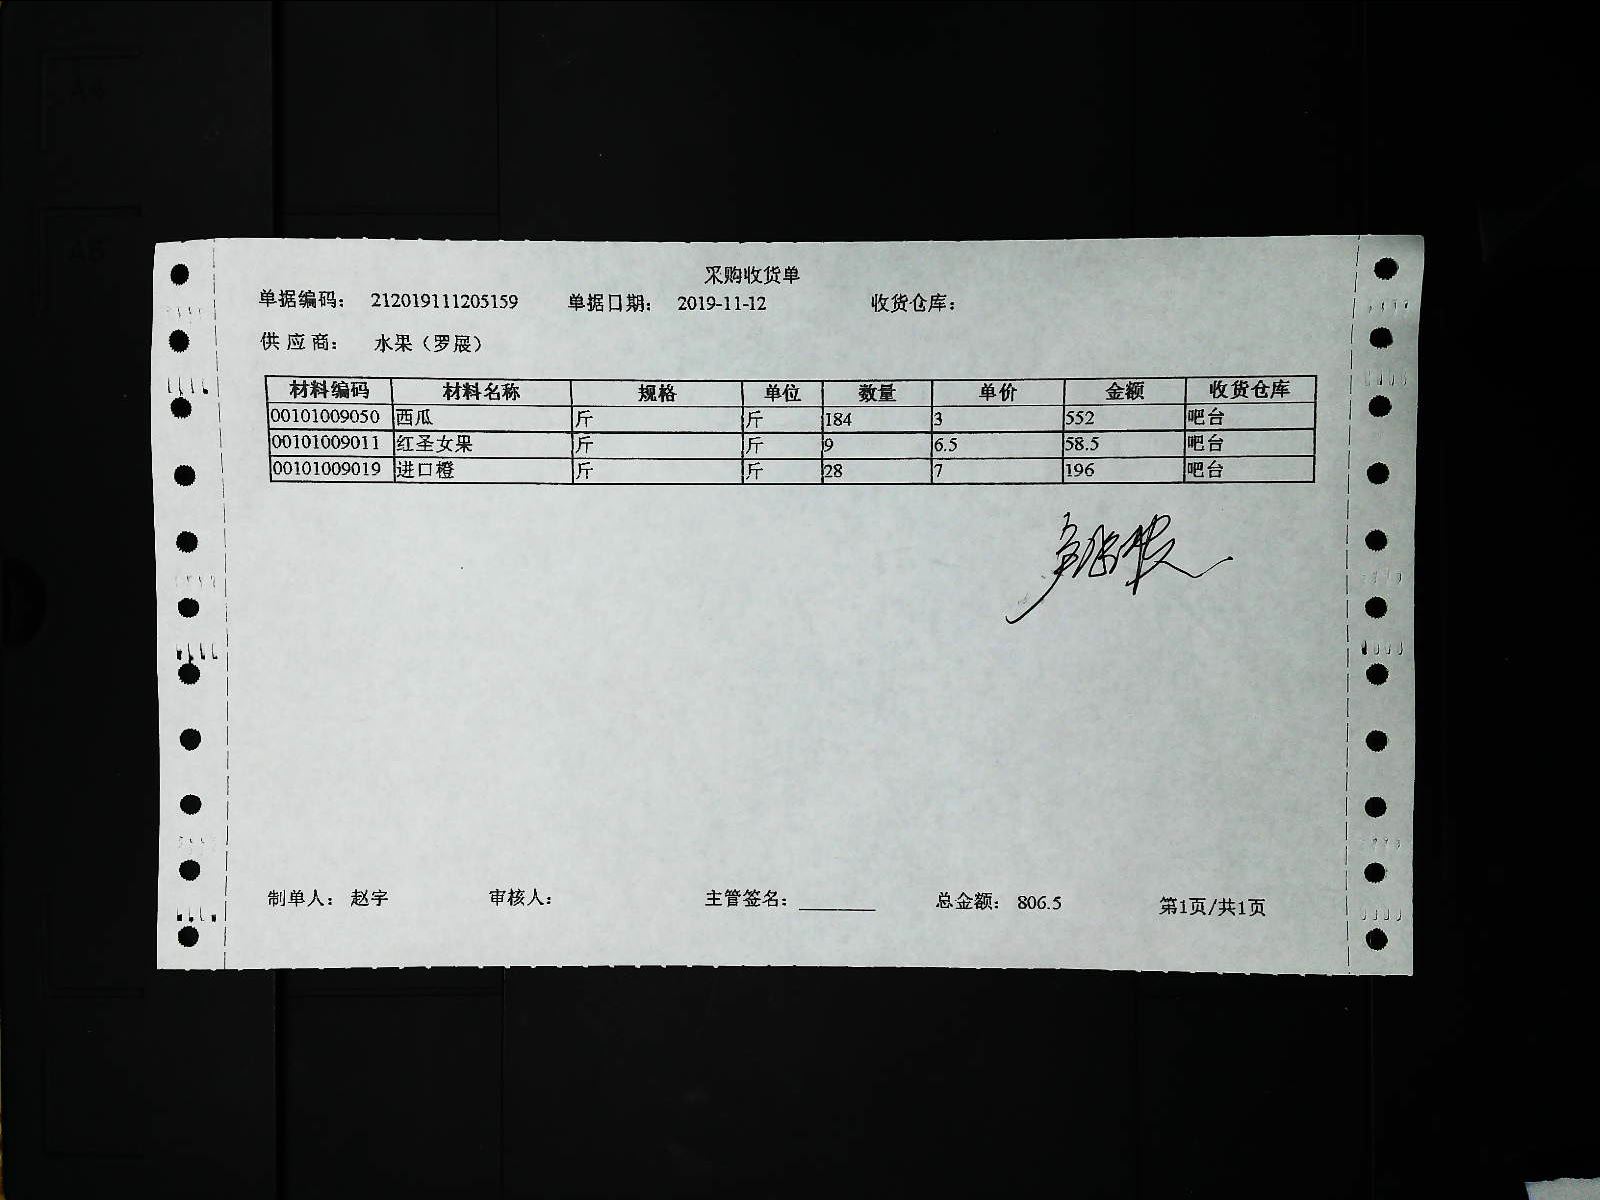 采购收货单
单据编码： 212019111205159 单据日期： 2019-11-12 收货仓库：
供 应 商： 水果（罗晟）
材料编码 材料名称 规格 单位 数量 单价 金额 收货仓库
00101009050 西瓜 斤 斤 184 3 552 吧台
00101009011 红圣女果 斤 斤 9 6.5 58.5 吧台
00101009019 进口橙 斤 斤 28 7 196 吧台
制单人： 赵宇 审核人： 主管签名： 总金额： 806.5 第1页/共1页